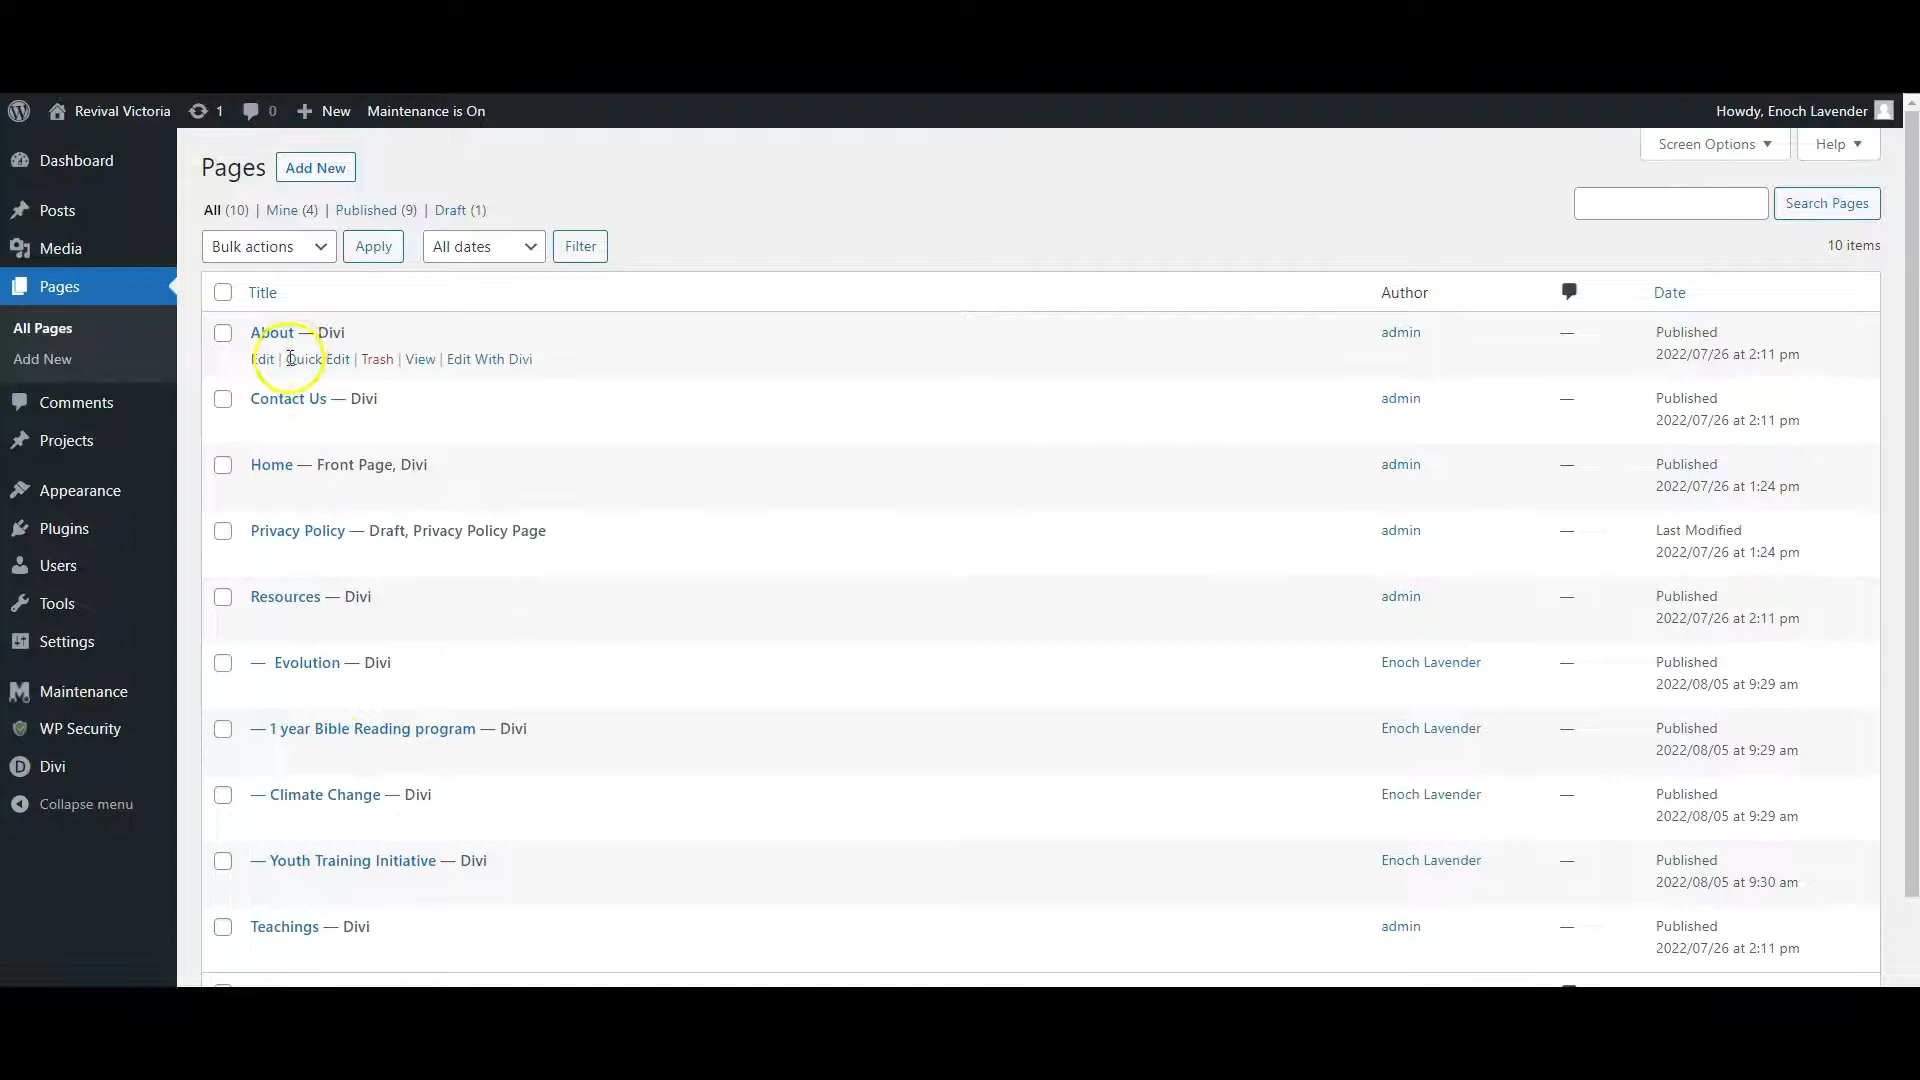 Revival Victoria 1 0 New Maintenance is On Howdy, Enoch Lavender
Dashboard
Posts
Media
Pages
All Pages
Add New
Comments
Projects
Appearance
Plugins
Users
Tools
Settings
Maintenance
WP Security
Divi
Collapse menu
Screen Options Help
Pages Add New
All (10) | Mine (4) | Published (9) | Draft (1)
Search Pages
Bulk actions Apply All dates Filter
10 items
Title Author Date
About — Divi admin — Published
2022/07/26 at 2:11 pm
Edit | Quick Edit | Trash | View | Edit With Divi
Contact Us — Divi admin — Published
2022/07/26 at 2:11 pm
Home — Front Page, Divi admin — Published
2022/07/26 at 1:24 pm
Privacy Policy — Draft, Privacy Policy Page admin — Last Modified
2022/07/26 at 1:24 pm
Resources — Divi admin — Published
2022/07/26 at 2:11 pm
— Evolution — Divi Enoch Lavender — Published
2022/08/05 at 9:29 am
— 1 year Bible Reading program — Divi Enoch Lavender — Published
2022/08/05 at 9:29 am
— Climate Change — Divi Enoch Lavender — Published
2022/08/05 at 9:29 am
— Youth Training Initiative — Divi Enoch Lavender — Published
2022/08/05 at 9:30 am
Teachings — Divi admin — Published
2022/07/26 at 2:11 pm